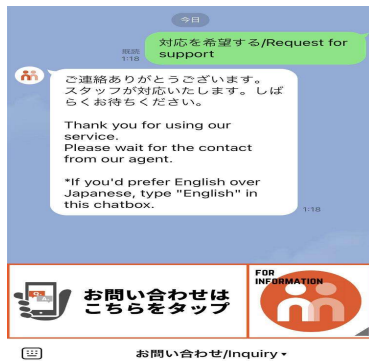 今日
対応を希望する/Request for
support
既読
1:18
ご連絡ありがとうございます。
スタッフが対応いたします。しば
らくお待ちください。
Thank you for using our
service.
Please wait for the contact
from our agent.
*If you'd prefer English over
Japanese, type "English" in
this chatbox.
1:18
お問い合わせは
こちらをタップ
FOR
INFORMATION
お問い合わせ/Inquiry